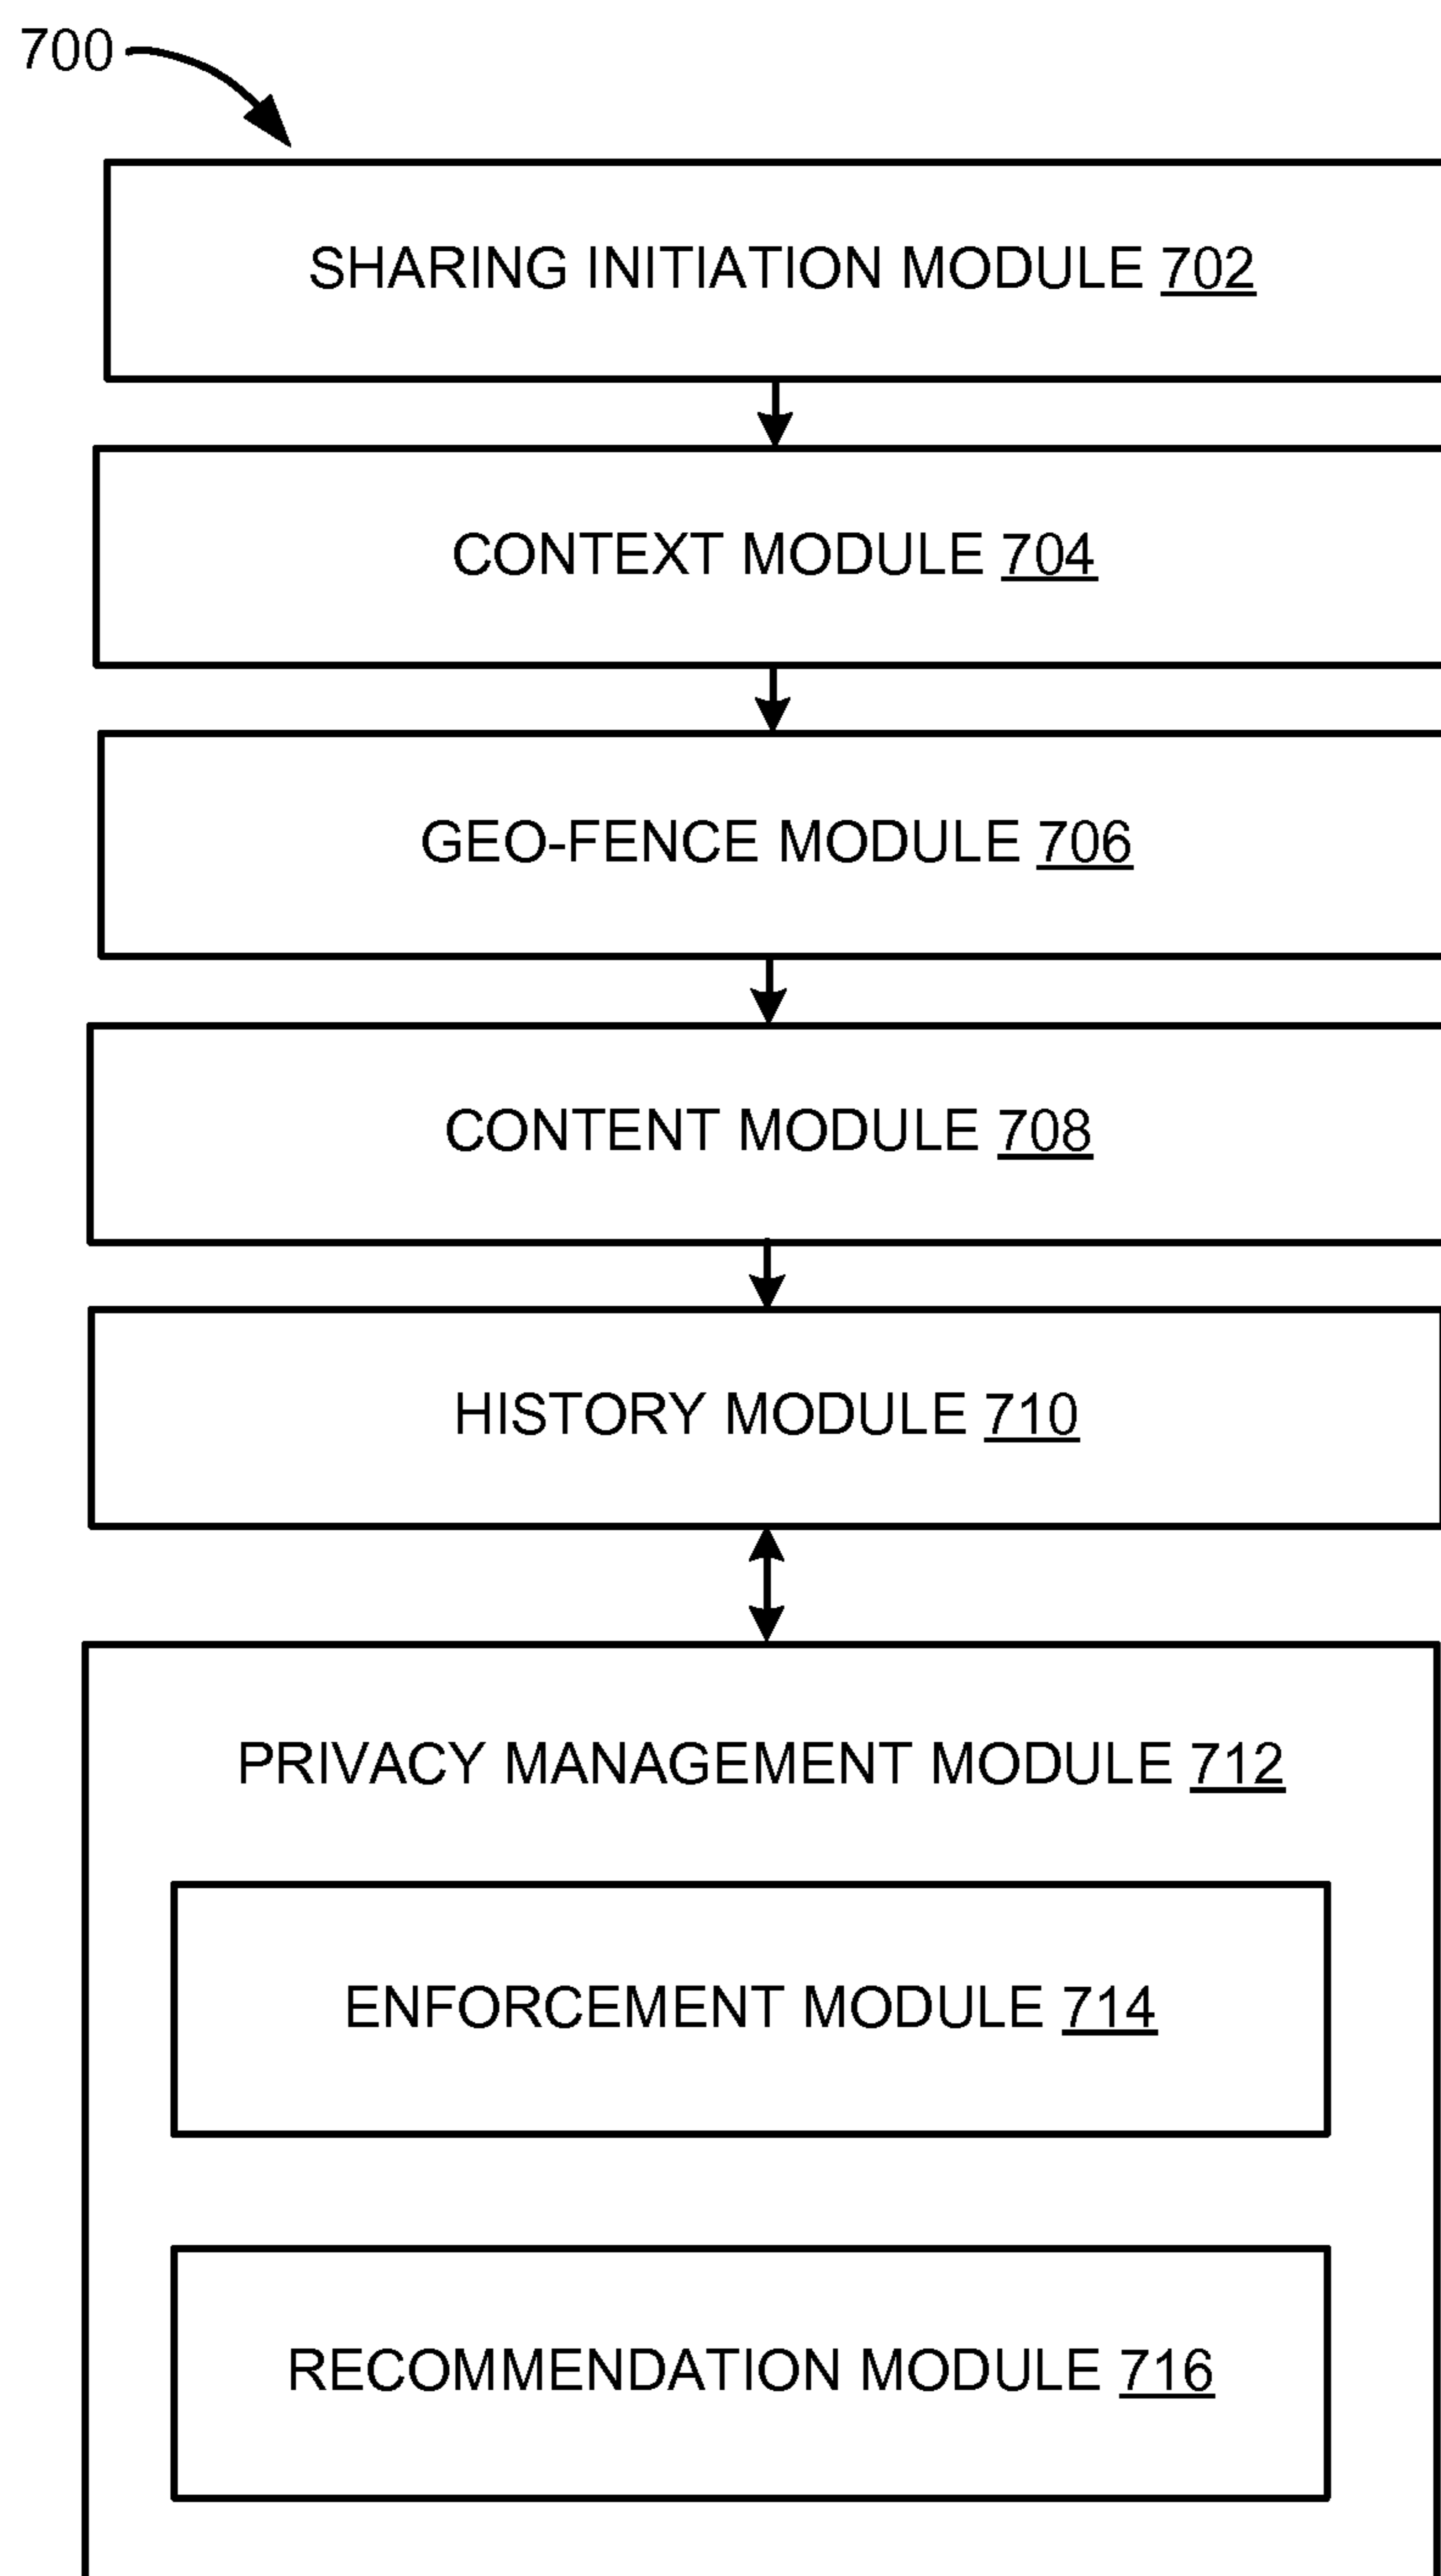 700
SHARING INITIATION MODULE 702
CONTEXT MODULE 704
GEO-FENCE MODULE 706
CONTENT MODULE 708
HISTORY MODULE 710
PRIVACY MANAGEMENT MODULE 712
ENFORCEMENT MODULE 714
RECOMMENDATION MODULE 716